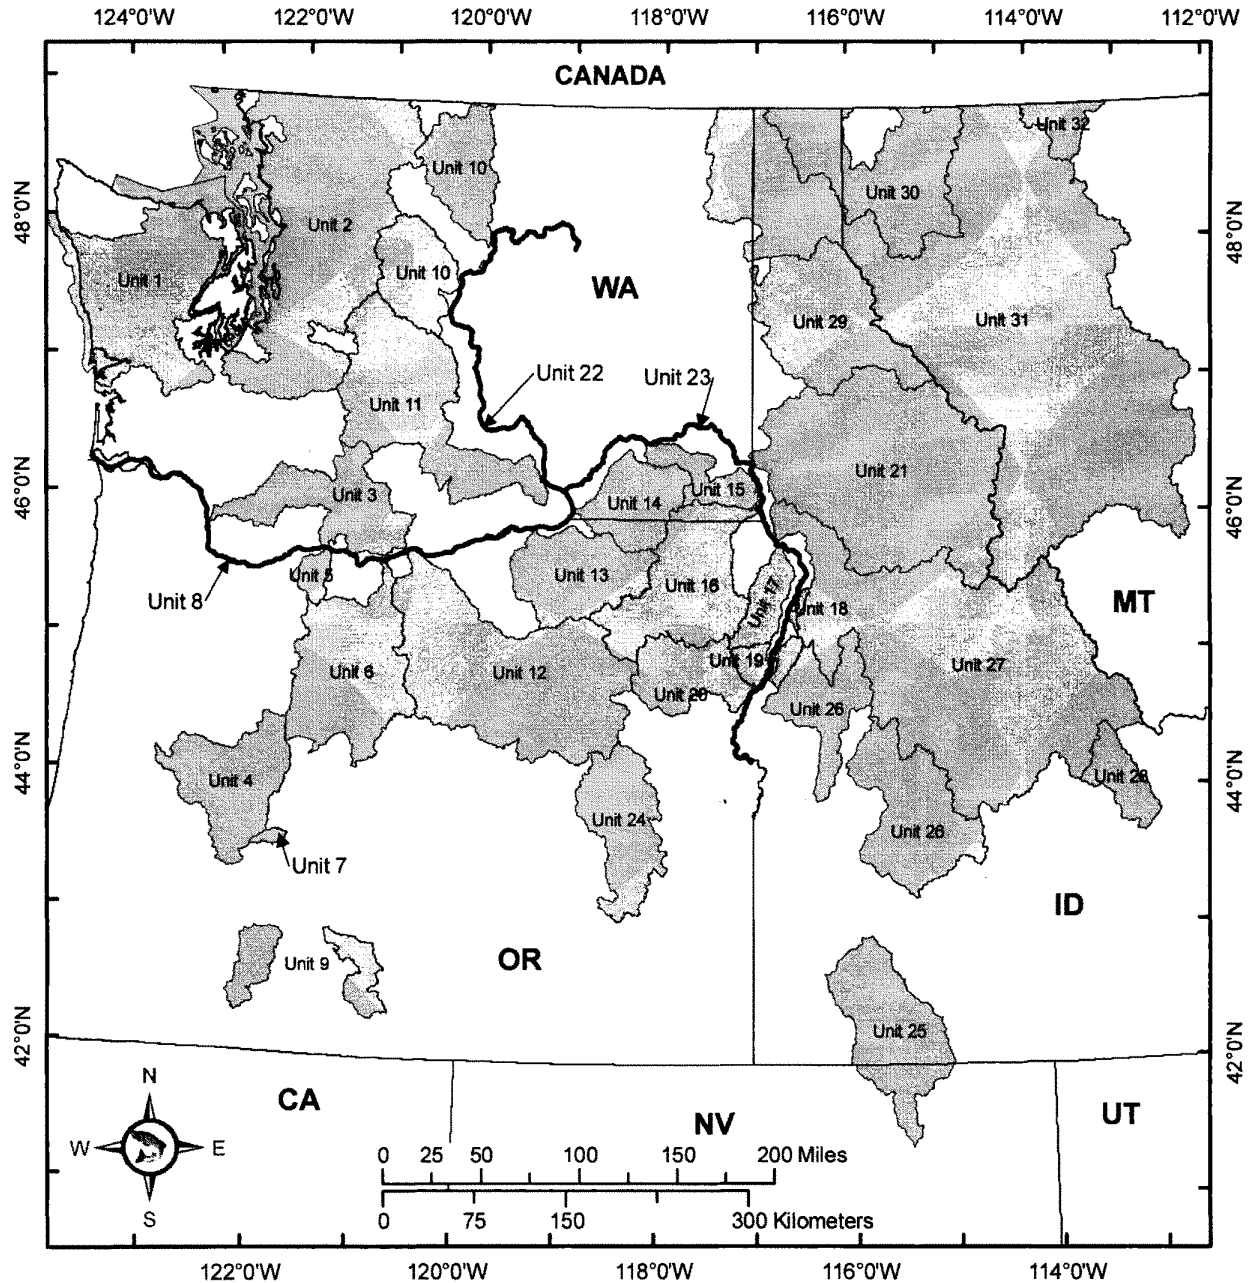 124°0'W 122°0'W 120°0'W 118°0'W 116°0'W 114°0'W 112°0'W
CANADA
Unit 32
Unit 10
Unit 30
48°0'N
48°0'N
Unit 2
Unit 1
Unit 10
WA
Unit 29
Unit 31
Unit 22
Unit 23
Unit 11
46°0'N
46°0'N
Unit 21
Unit 3
Unit 14
Unit 15
Unit 5
Unit 13
Unit 16
Unit 17
Unit 8
Unit 18
MT
Unit 6
Unit 12
Unit 19
Unit 27
Unit 20
Unit 26
44°0'N
44°0'N
Unit 4
Unit 28
Unit 24
Unit 26
Unit 7
ID
OR
Unit 9
42°0'N
42°0'N
Unit 25
N
CA
W E
NV
UT
S
0 25 50 100 150 200 Miles
0 75 150 300 Kilometers
122°0'W 120°0'W 118°0'W 116°0'W 114°0'W